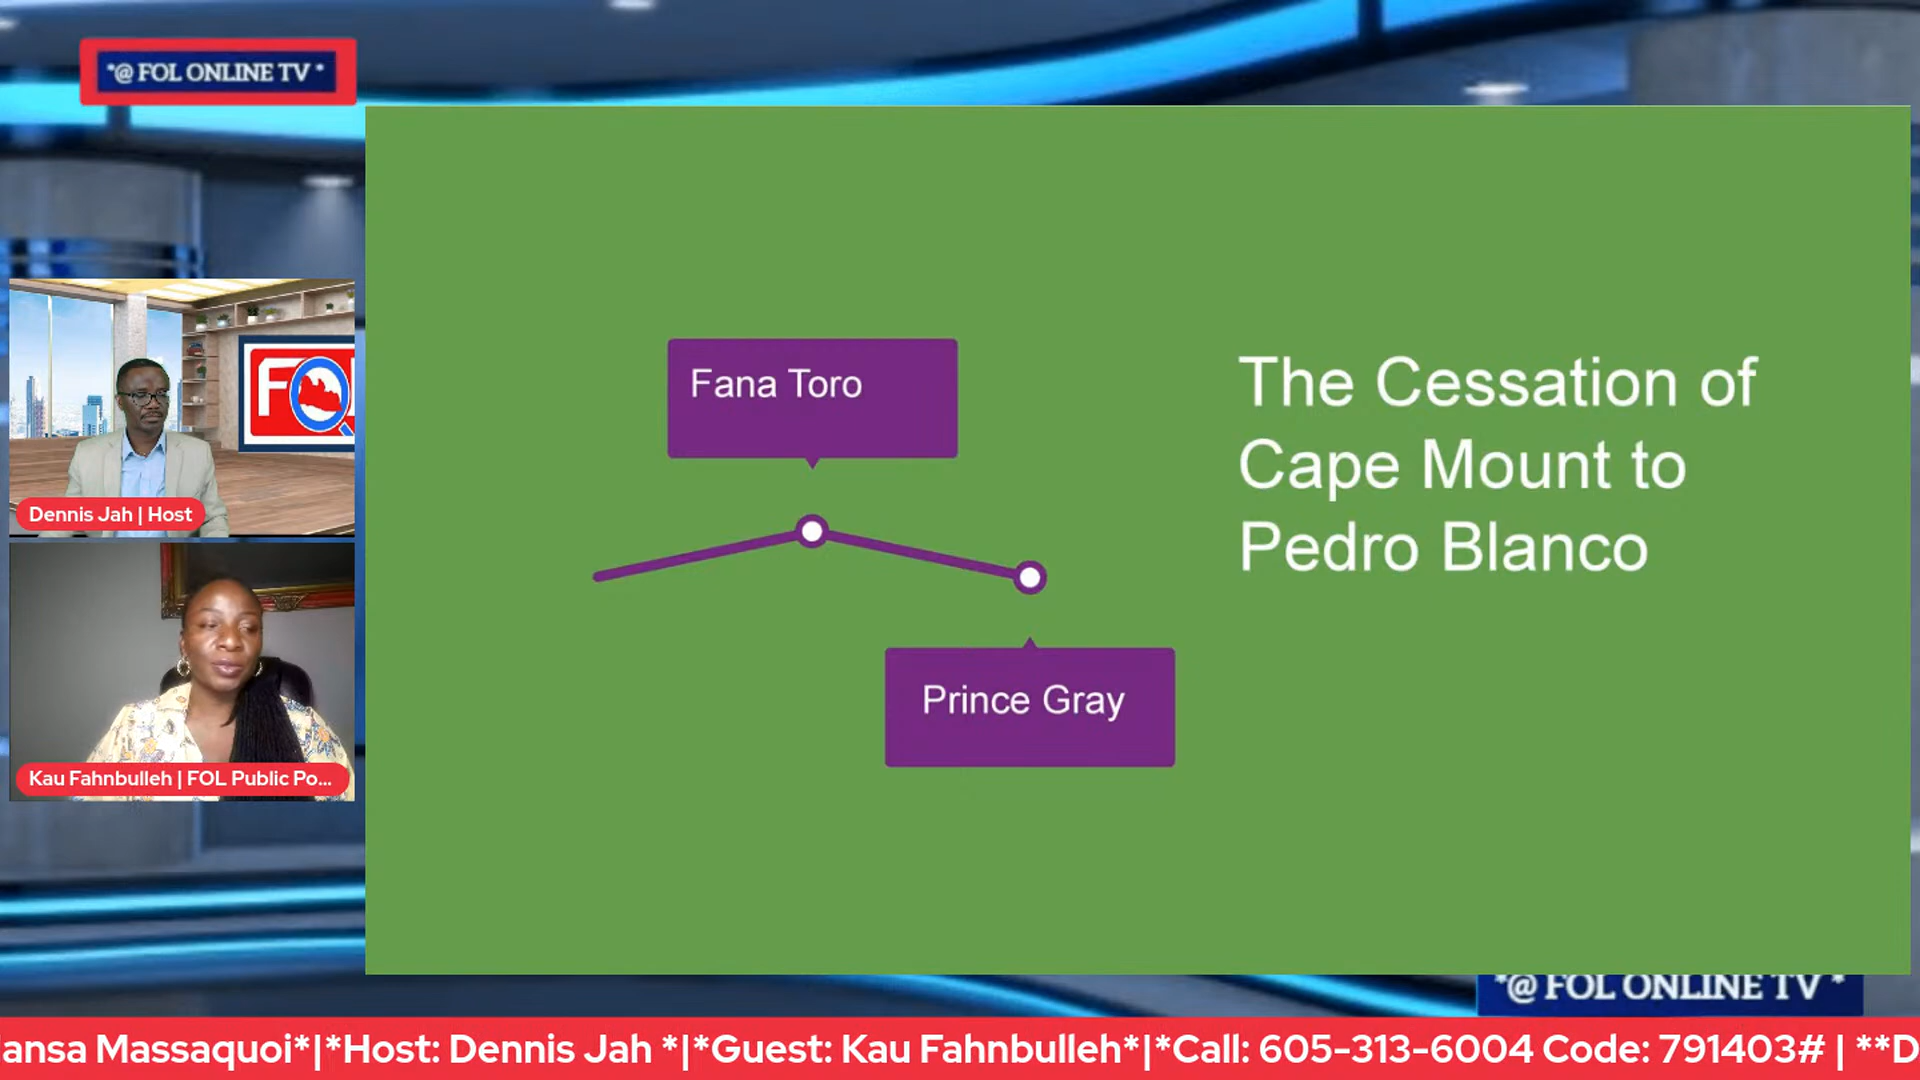 *@ FOL ONLINE TV *
Fana Toro
The Cessation of
Cape Mount to
Pedro Blanco
Prince Gray
Dennis Jah | Host
Kau Fahnbulleh | FOL Public Po...
*@ FOL ONLINE TV *
ansa Massaquoi*|*Host: Dennis Jah *|*Guest: Kau Fahnbulleh*|*Call: 605-313-6004 Code: 791403# | **D